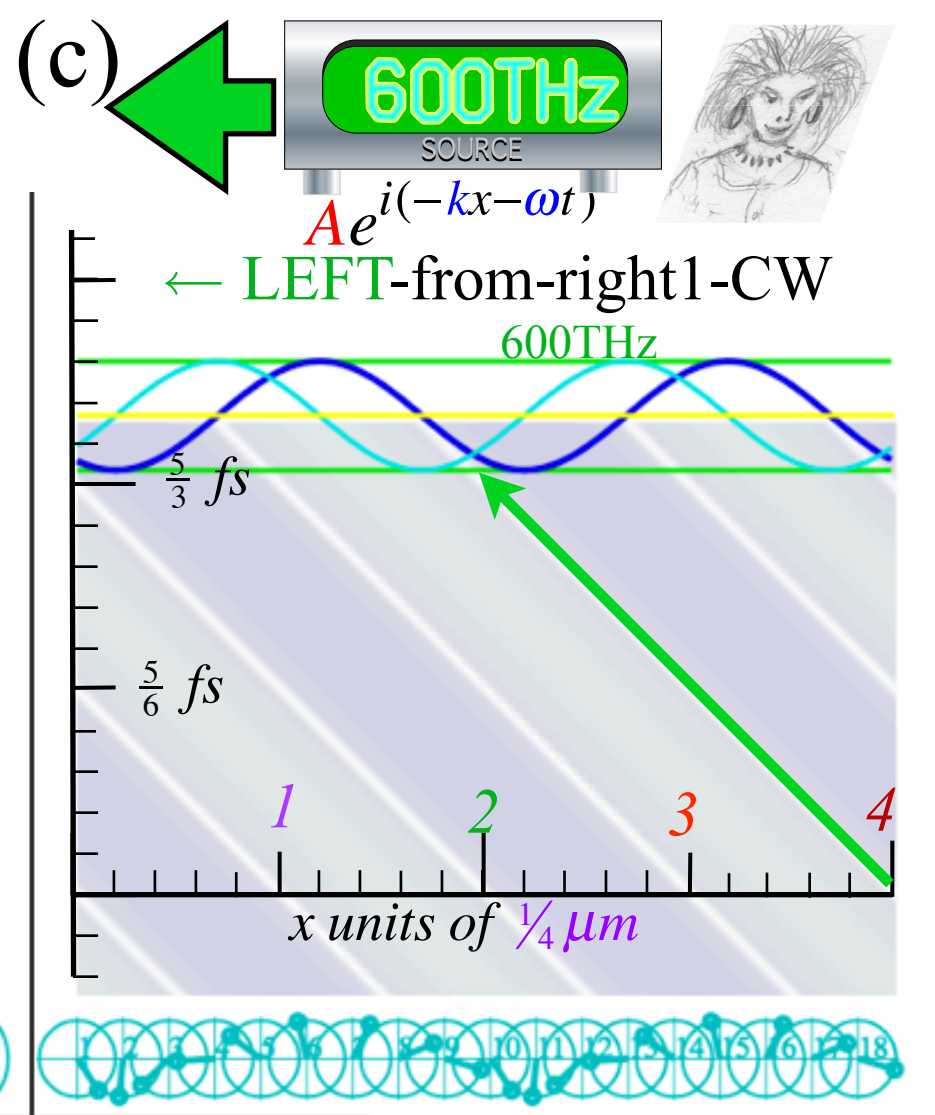 (c)
600THz
SOURCE
Ae^{i(−kx−ωt)}
← LEFT-from-right1-CW
600THz
5/3 fs
5/6 fs
1 2 3 4
x units of ¼ μm
1 2 3 4 5 6 7 8 9 10 11 12 13 14 15 16 17 18